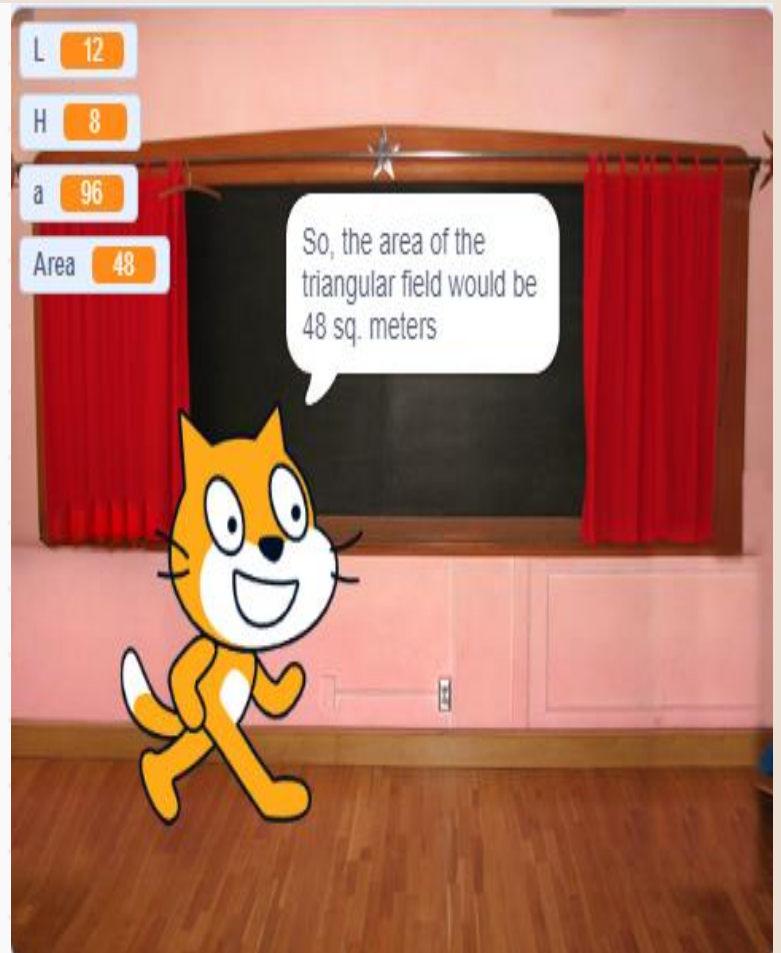 L 12
H 8
a 96
Area 48
So, the area of the
triangular field would be
48 sq. meters